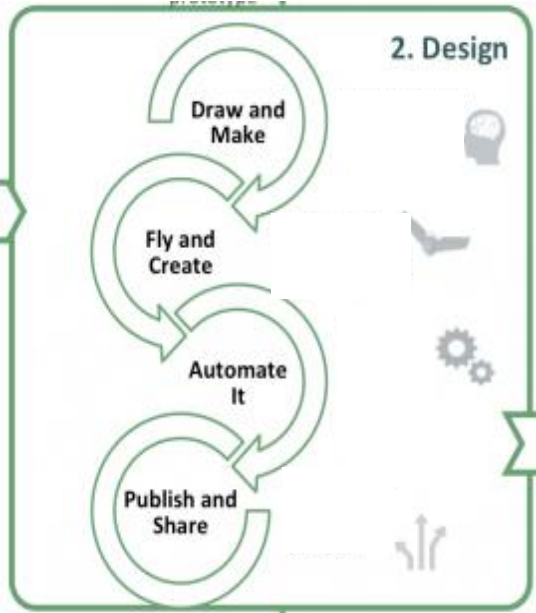 2. Design
Draw and
Make
Fly and
Create
Automate
It
Publish and
Share